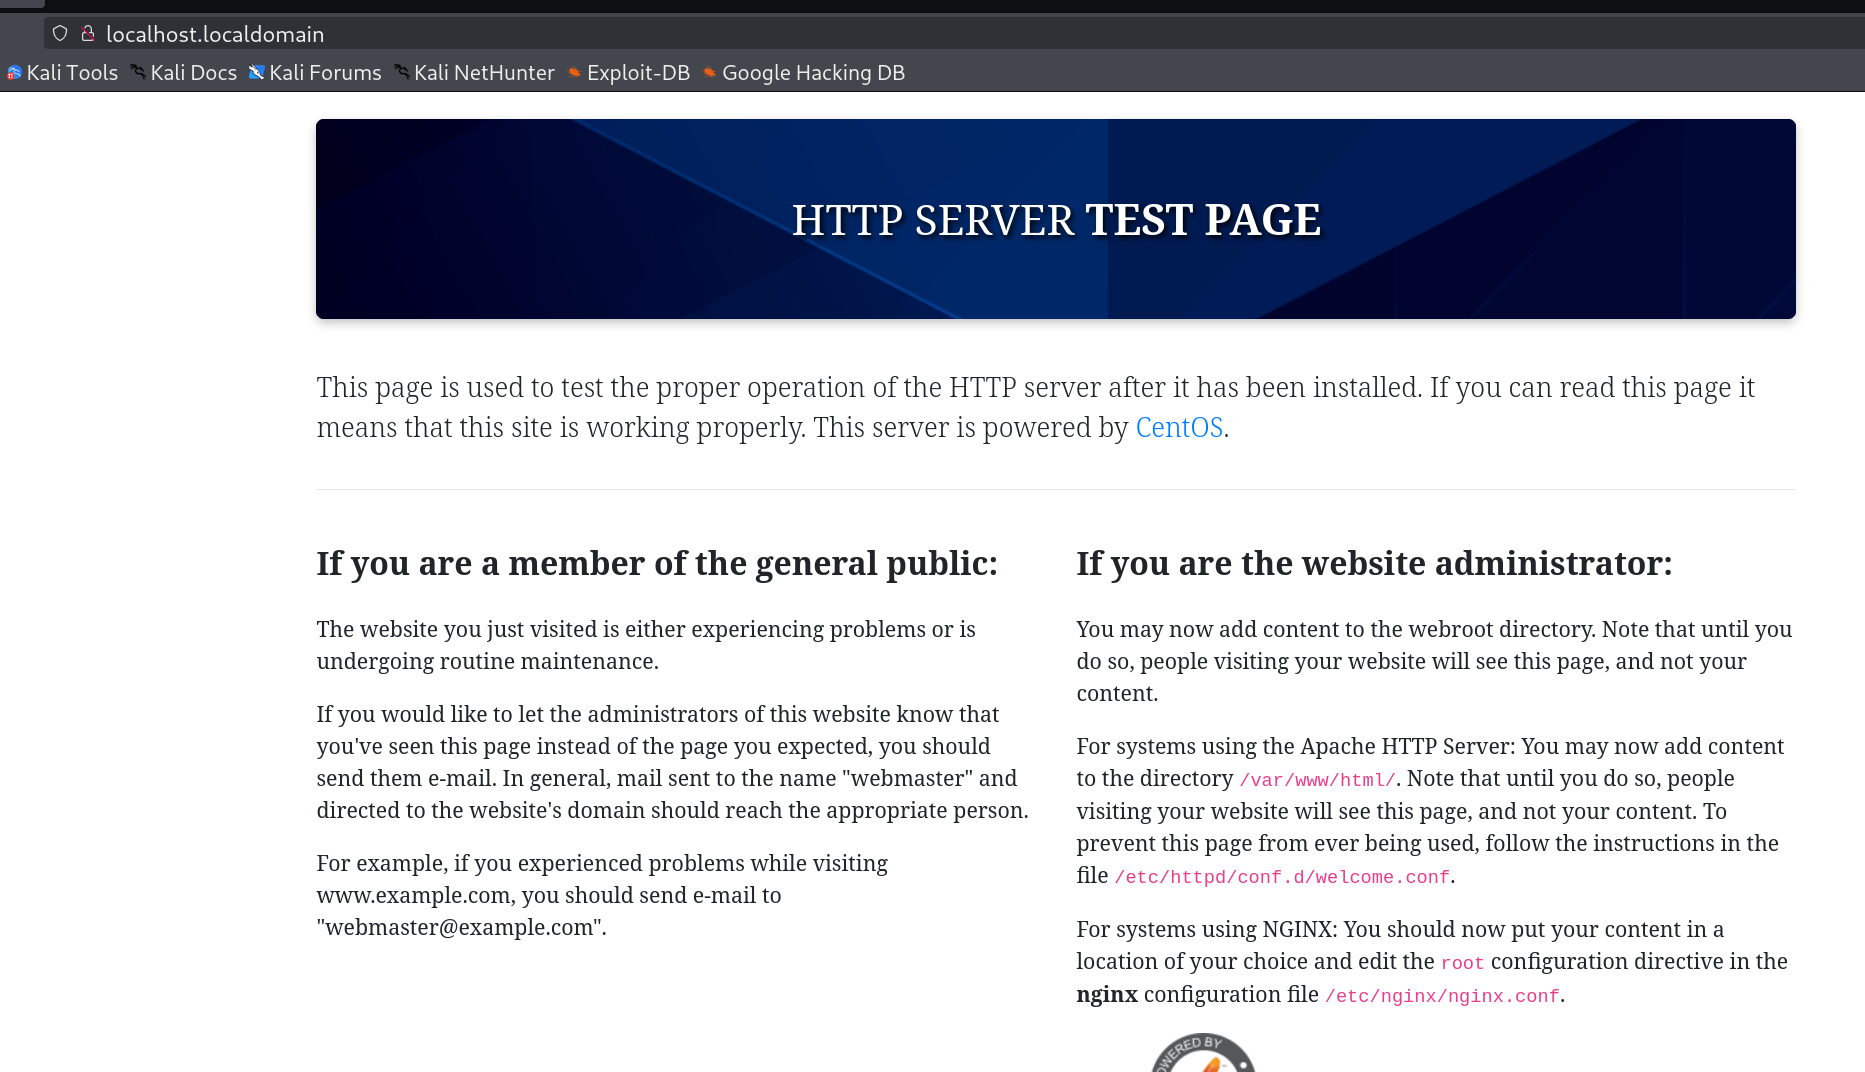 localhost.localdomain
Kali Tools Kali Docs Kali Forums Kali NetHunter Exploit-DB Google Hacking DB
HTTP SERVER TEST PAGE
This page is used to test the proper operation of the HTTP server after it has been installed. If you can read this page it
means that this site is working properly. This server is powered by CentOS.
If you are a member of the general public:
The website you just visited is either experiencing problems or is
undergoing routine maintenance.
If you would like to let the administrators of this website know that
you've seen this page instead of the page you expected, you should
send them e-mail. In general, mail sent to the name "webmaster" and
directed to the website's domain should reach the appropriate person.
For example, if you experienced problems while visiting
www.example.com, you should send e-mail to
"webmaster@example.com".
If you are the website administrator:
You may now add content to the webroot directory. Note that until you
do so, people visiting your website will see this page, and not your
content.
For systems using the Apache HTTP Server: You may now add content
to the directory /var/www/html/. Note that until you do so, people
visiting your website will see this page, and not your content. To
prevent this page from ever being used, follow the instructions in the
file /etc/httpd/conf.d/welcome.conf.
For systems using NGINX: You should now put your content in a
location of your choice and edit the root configuration directive in the
nginx configuration file /etc/nginx/nginx.conf.
BY